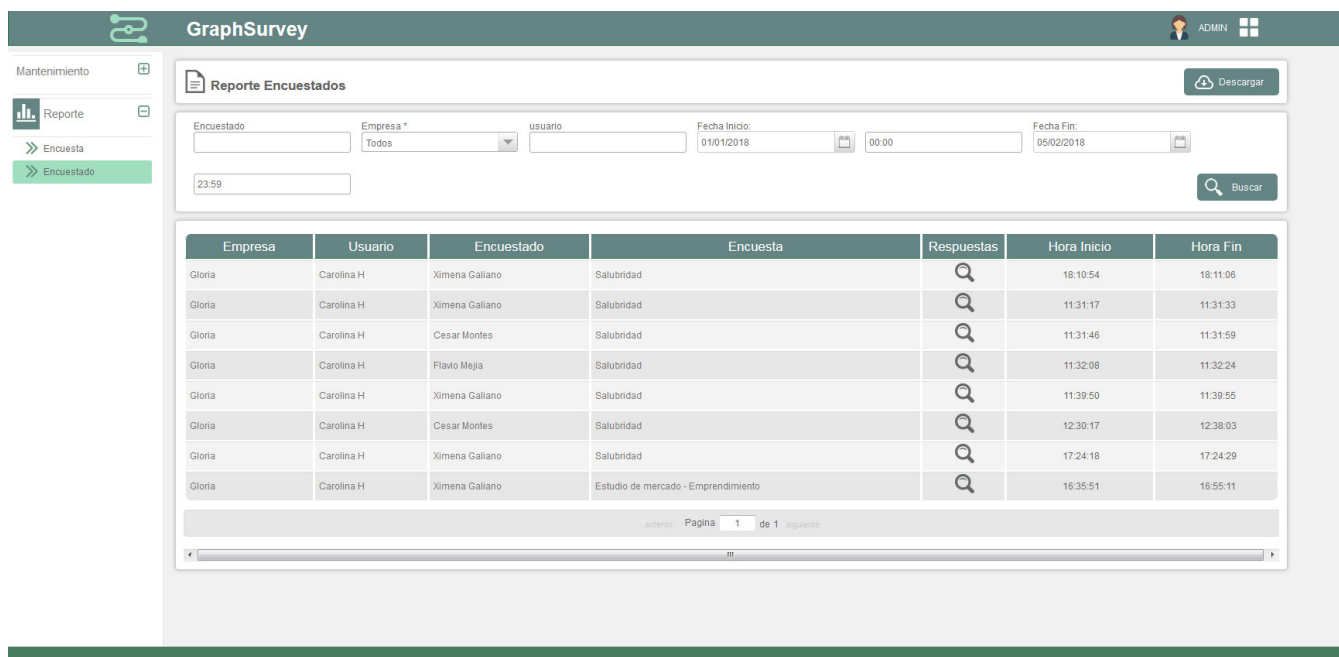 GraphSurvey ADMIN
Mantenimiento
Reporte Encuestados Descargar
Reporte
Encuesta
Encuestado
Encuestado Empresa * usuario Fecha Inicio: Fecha Fin:
Todos 01/01/2018 00:00 05/02/2018
23:59 Buscar
Empresa Usuario Encuestado Encuesta Respuestas Hora Inicio Hora Fin
Gloria Carolina H Ximena Galiano Salubridad 18:10:54 18:11:06
Gloria Carolina H Ximena Galiano Salubridad 11:31:17 11:31:33
Gloria Carolina H Cesar Montes Salubridad 11:31:46 11:31:59
Gloria Carolina H Flavio Mejia Salubridad 11:32:08 11:32:24
Gloria Carolina H Ximena Galiano Salubridad 11:39:50 11:39:55
Gloria Carolina H Cesar Montes Salubridad 12:30:17 12:38:03
Gloria Carolina H Ximena Galiano Salubridad 17:24:18 17:24:29
Gloria Carolina H Ximena Galiano Estudio de mercado - Emprendimiento 16:35:51 16:55:11
anterior Pagina 1 de 1 siguiente